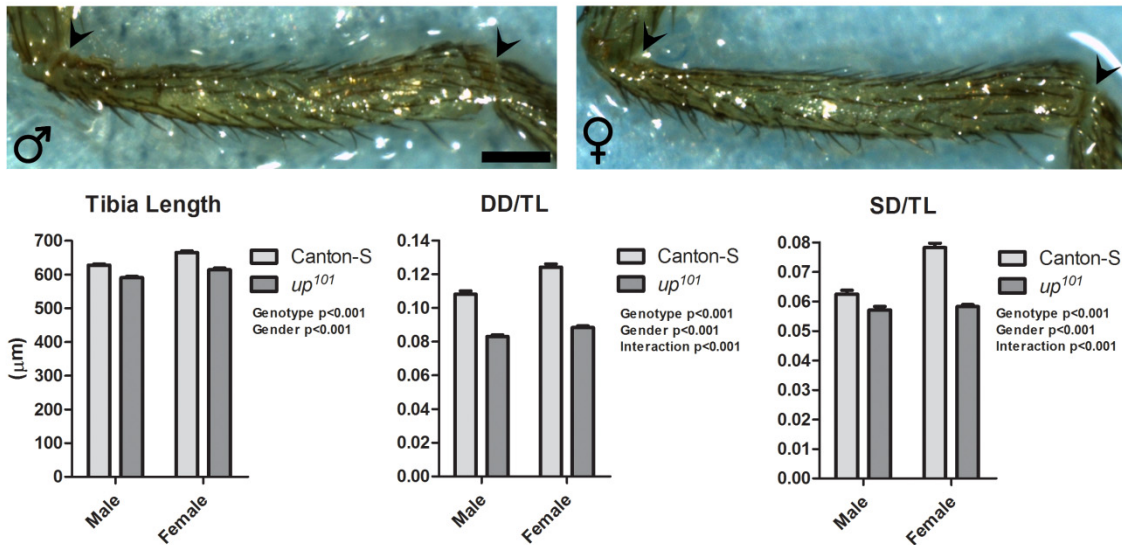 ♂
♀
Tibia Length
700
600
500
400
300
200
100
0
(μm)
Male
Female
Canton-S
up¹⁰¹
Genotype p<0.001
Gender p<0.001
DD/TL
0.14
0.12
0.10
0.08
0.06
0.04
0.02
0.00
Male
Female
Canton-S
up¹⁰¹
Genotype p<0.001
Gender p<0.001
Interaction p<0.001
SD/TL
0.08
0.07
0.06
0.05
0.04
0.03
0.02
0.01
0.00
Male
Female
Canton-S
up¹⁰¹
Genotype p<0.001
Gender p<0.001
Interaction p<0.001